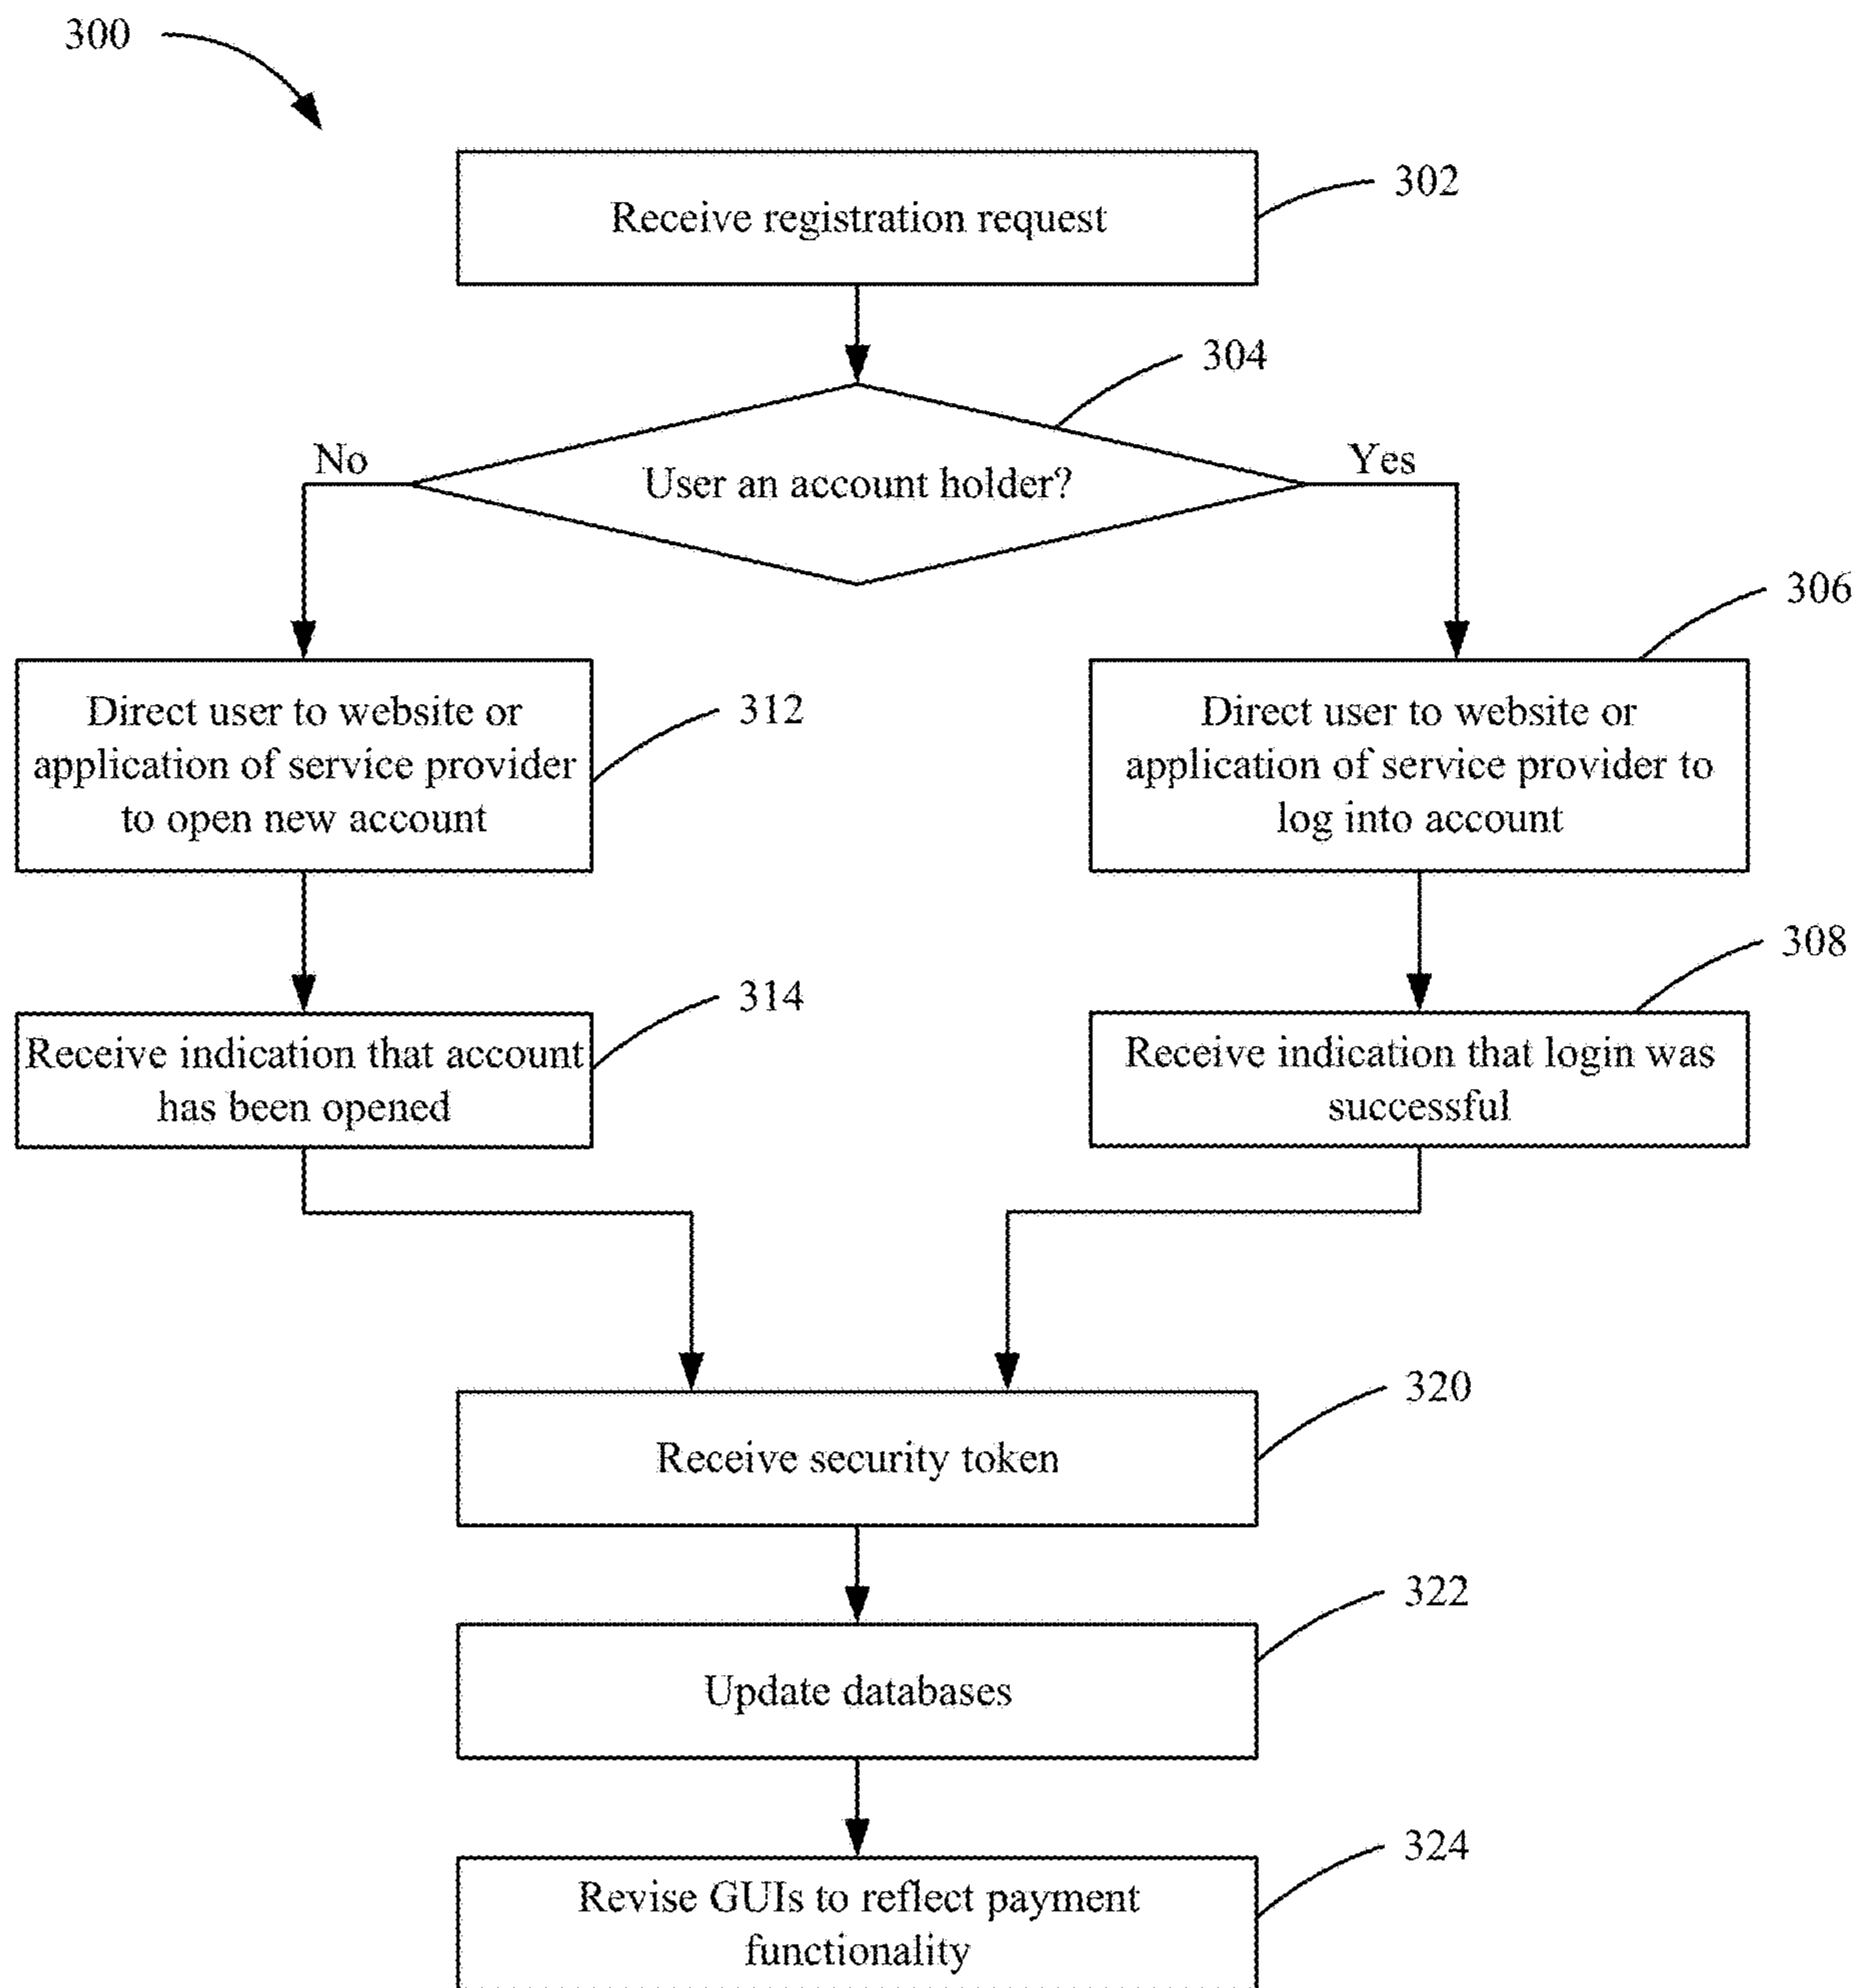 300
Receive registration request
302
304
No
User an account holder?
Yes
306
Direct user to website or
application of service provider
to open new account
312
Direct user to website or
application of service provider to
log into account
308
314
Receive indication that account
has been opened
Receive indication that login was
successful
320
Receive security token
322
Update databases
324
Revise GUIs to reflect payment
functionality